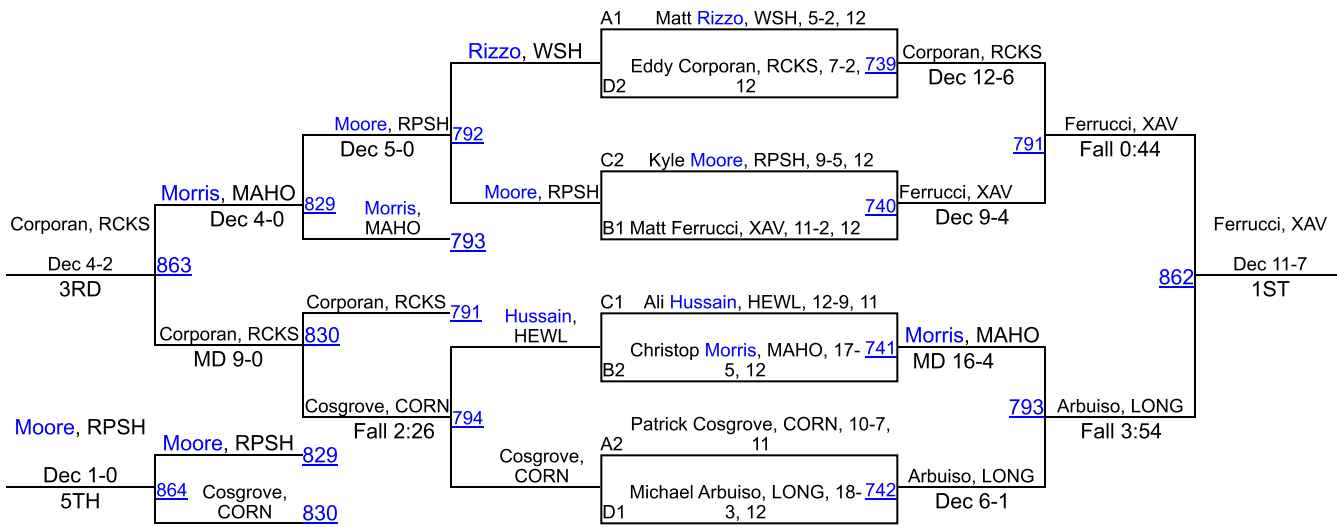 A1
Matt Rizzo, WSH, 5-2, 12
Rizzo, WSH
Eddy Corporan, RCKS, 7-2,
12
739
D2
Corporan, RCKS
Dec 12-6
Moore, RPSH
Dec 5-0
792
791
Ferrucci, XAV
Fall 0:44
C2
Kyle Moore, RPSH, 9-5, 12
Moore, RPSH
740
B1 Matt Ferrucci, XAV, 11-2, 12
Ferrucci, XAV
Dec 9-4
Morris, MAHO
Dec 4-0
829
Morris,
MAHO
793
Corporan, RCKS
Dec 4-2
3RD
863
Ferrucci, XAV
Dec 11-7
1ST
862
Corporan, RCKS
791
Corporan, RCKS
MD 9-0
830
Hussain,
HEWL
C1
Ali Hussain, HEWL, 12-9, 11
Christop Morris, MAHO, 17-
5, 12
741
B2
Morris, MAHO
MD 16-4
Cosgrove, CORN
Fall 2:26
794
793
Arbuiso, LONG
Fall 3:54
Patrick Cosgrove, CORN, 10-7,
11
A2
Cosgrove,
CORN
Michael Arbuiso, LONG, 18-
3, 12
742
D1
Arbuiso, LONG
Dec 6-1
Moore, RPSH
Dec 1-0
5TH
Moore, RPSH
829
864
Cosgrove,
CORN
830